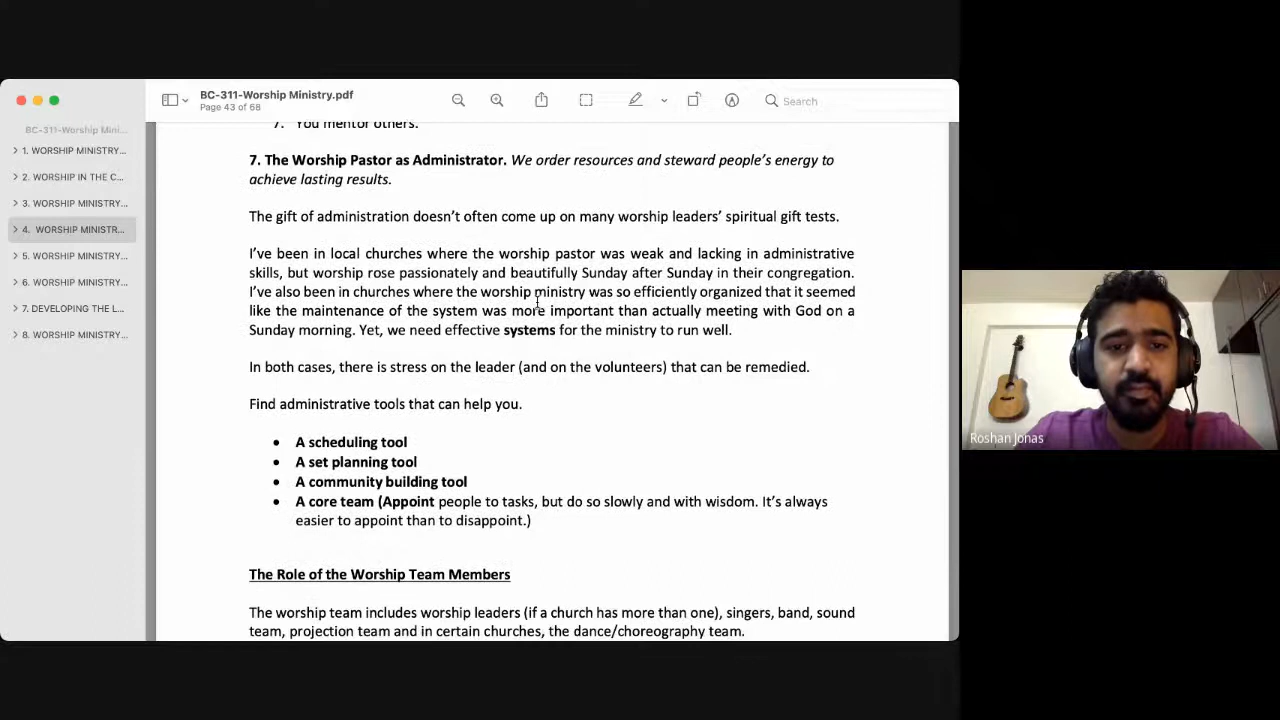 BC-311-Worship Ministry.pdf
Page 43 of 68
Search
BC-311-Worship Mini...
1. WORSHIP MINISTRY...
2. WORSHIP IN THE C...
3. WORSHIP MINISTRY...
4. WORSHIP MINISTR...
5. WORSHIP MINISTRY...
6. WORSHIP MINISTRY...
7. DEVELOPING THE L...
8. WORSHIP MINISTRY...
7. You mentor others.
7. The Worship Pastor as Administrator. We order resources and steward people's energy to
achieve lasting results.
The gift of administration doesn't often come up on many worship leaders' spiritual gift tests.
I've been in local churches where the worship pastor was weak and lacking in administrative
skills, but worship rose passionately and beautifully Sunday after Sunday in their congregation.
I've also been in churches where the worship ministry was so efficiently organized that it seemed
like the maintenance of the system was more important than actually meeting with God on a
Sunday morning. Yet, we need effective systems for the ministry to run well.
In both cases, there is stress on the leader (and on the volunteers) that can be remedied.
Find administrative tools that can help you.
• A scheduling tool
• A set planning tool
• A community building tool
• A core team (Appoint people to tasks, but do so slowly and with wisdom. It's always
easier to appoint than to disappoint.)
The Role of the Worship Team Members
The worship team includes worship leaders (if a church has more than one), singers, band, sound
team, projection team and in certain churches, the dance/choreography team.
Roshan Jonas